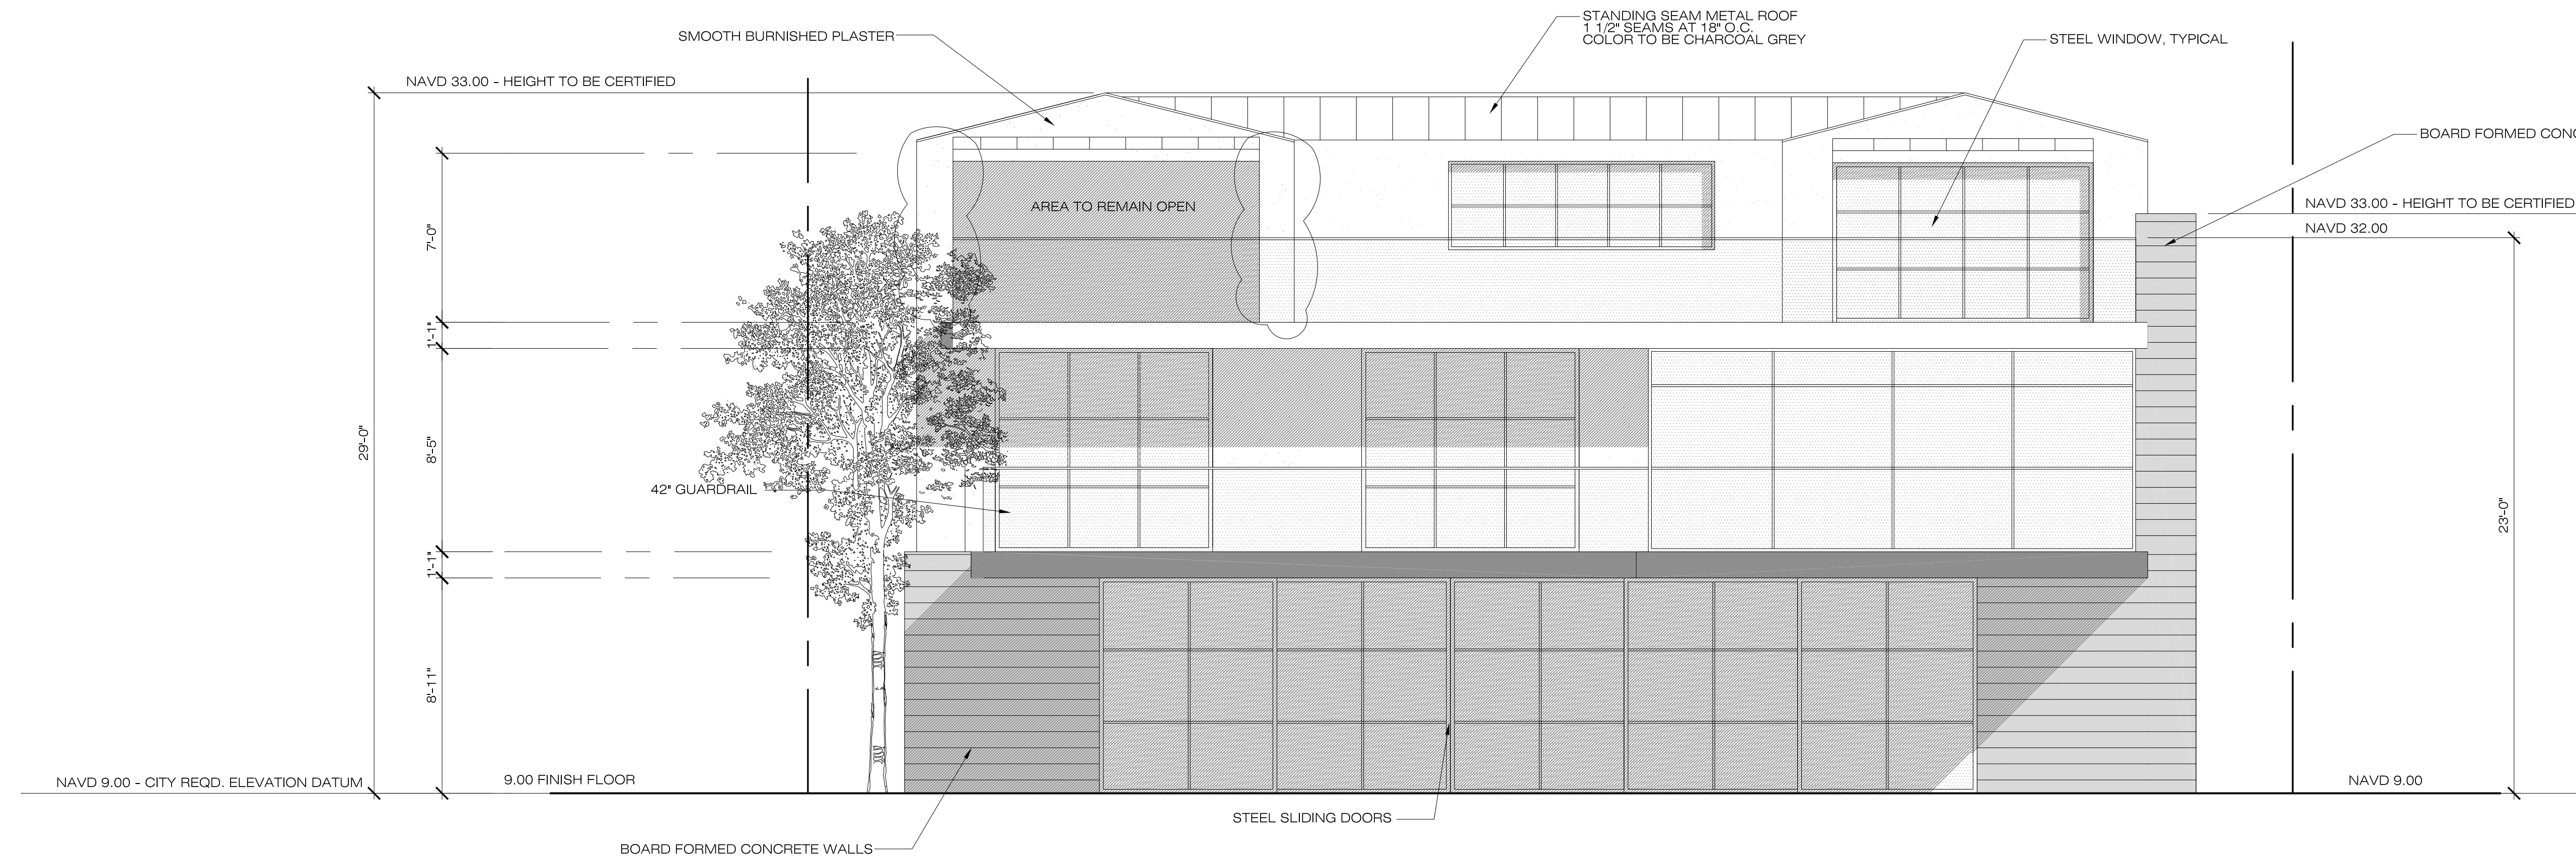 STANDING SEAM METAL ROOF
1 1/2" SEAMS AT 18" O.C.
COLOR TO BE CHARCOAL GREY
SMOOTH BURNISHED PLASTER
STEEL WINDOW, TYPICAL
NAVD 33.00 - HEIGHT TO BE CERTIFIED
BOARD FORMED CONC
NAVD 33.00 - HEIGHT TO BE CERTIFIED
AREA TO REMAIN OPEN
NAVD 32.00
7'-0"
1'-1"
29'-0"
8'-5"
42" GUARDRAIL
23'-0"
1'-1"
8'-11"
NAVD 9.00 - CITY REQD. ELEVATION DATUM
9.00 FINISH FLOOR
NAVD 9.00
STEEL SLIDING DOORS
BOARD FORMED CONCRETE WALLS